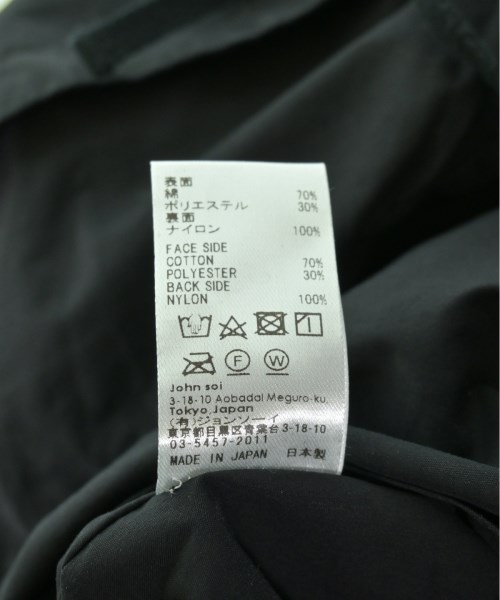 表面
綿 70%
ポリエステル 30%
裏面
ナイロン 100%
FACE SIDE
COTTON 70%
POLYESTER 30%
BACK SIDE
NYLON 100%
F W
John soi
3-18-10 Aobadai Meguro-ku,
Tokyo,Japan
(有)ジョンソーイ
東京都目黒区青葉台3-18-10
03-5457-2011
MADE IN JAPAN 日本製